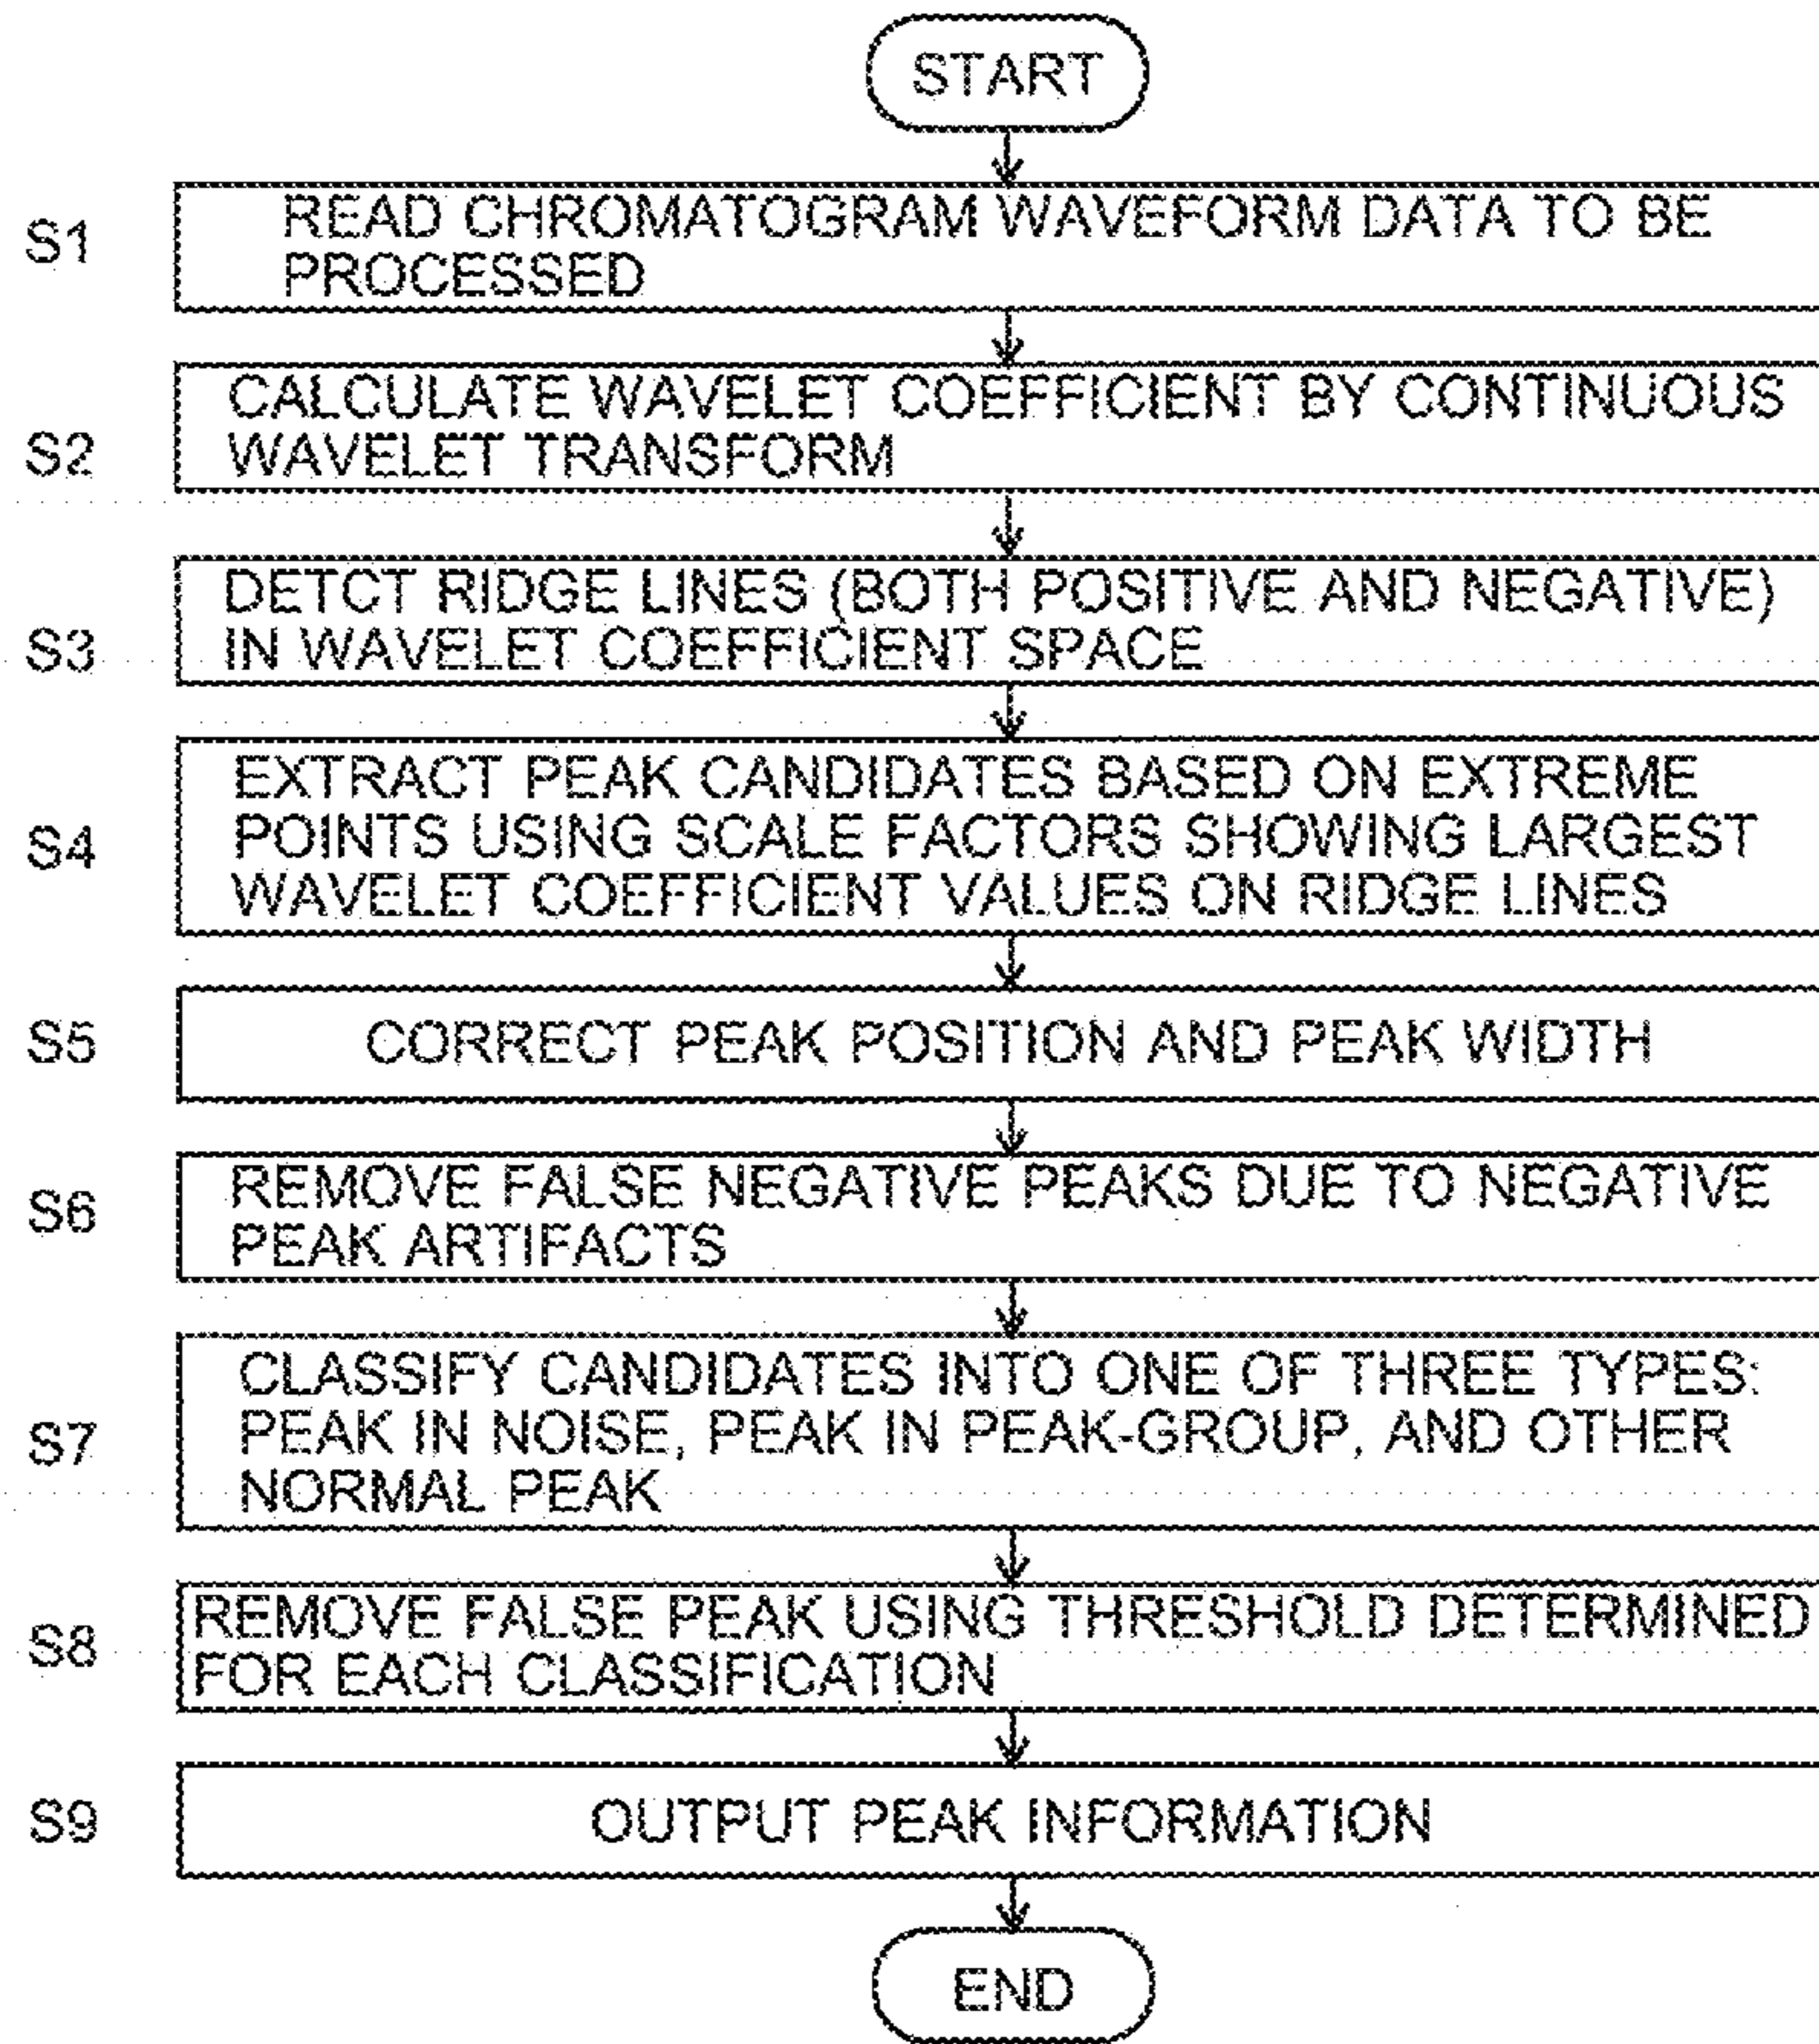 START
S1
READ CHROMATOGRAM WAVEFORM DATA TO BE
PROCESSED
S2
CALCULATE WAVELET COEFFICIENT BY CONTINUOUS
WAVELET TRANSFORM
S3
DETCT RIDGE LINES (BOTH POSITIVE AND NEGATIVE)
IN WAVELET COEFFICIENT SPACE
S4
EXTRACT PEAK CANDIDATES BASED ON EXTREME
POINTS USING SCALE FACTORS SHOWING LARGEST
WAVELET COEFFICIENT VALUES ON RIDGE LINES
S5
CORRECT PEAK POSITION AND PEAK WIDTH
S6
REMOVE FALSE NEGATIVE PEAKS DUE TO NEGATIVE
PEAK ARTIFACTS
S7
CLASSIFY CANDIDATES INTO ONE OF THREE TYPES:
PEAK IN NOISE, PEAK IN PEAK-GROUP, AND OTHER
NORMAL PEAK
S8
REMOVE FALSE PEAK USING THRESHOLD DETERMINED
FOR EACH CLASSIFICATION
S9
OUTPUT PEAK INFORMATION
END